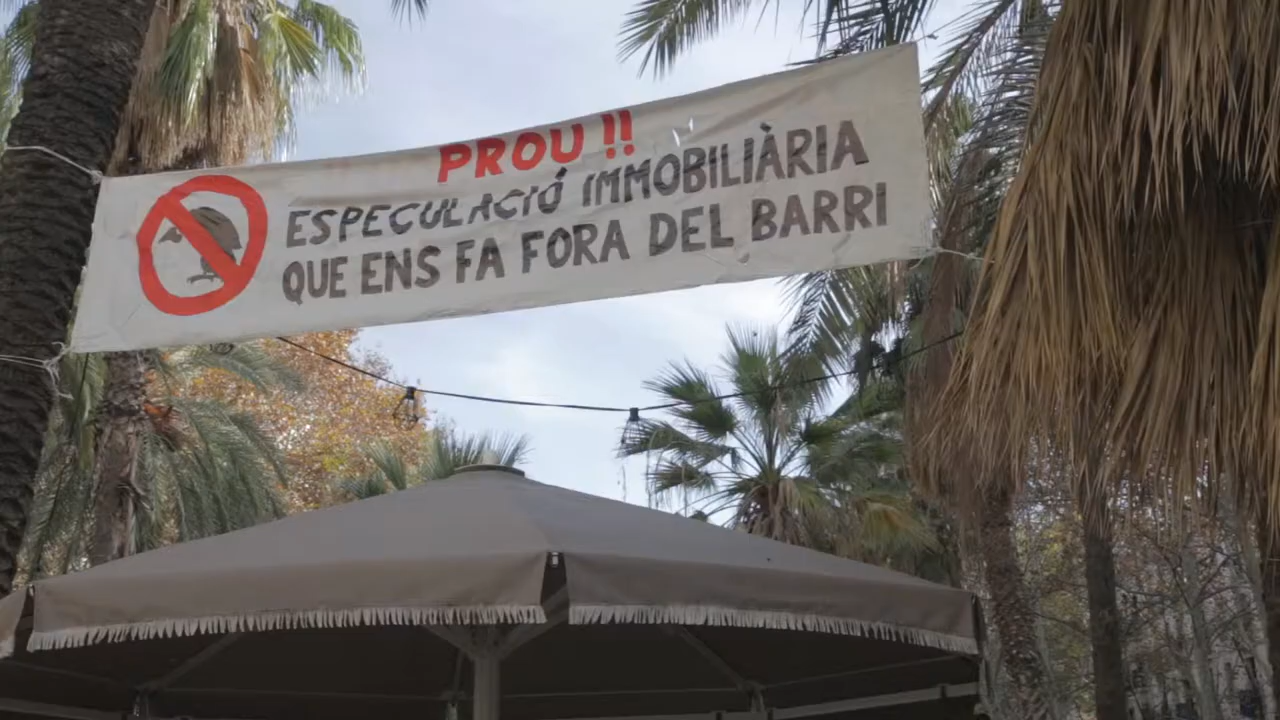 PROU !!
ESPECULACIÓ IMMOBILIÀRIA
QUE ENS FA FORA DEL BARRI